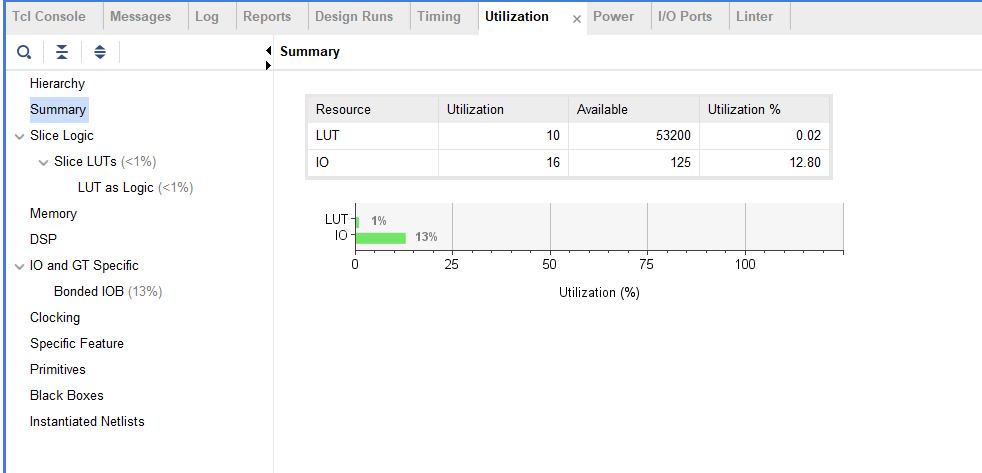 Tcl Console Messages Log Reports Design Runs Timing Utilization × Power I/O Ports Linter
Summary
Hierarchy
Summary
Slice Logic
Slice LUTs (<1%)
LUT as Logic (<1%)
Memory
DSP
IO and GT Specific
Bonded IOB (13%)
Clocking
Specific Feature
Primitives
Black Boxes
Instantiated Netlists
Resource Utilization Available Utilization %
LUT 10 53200 0.02
IO 16 125 12.80
LUT 1%
IO 13%
0 25 50 75 100
Utilization (%)